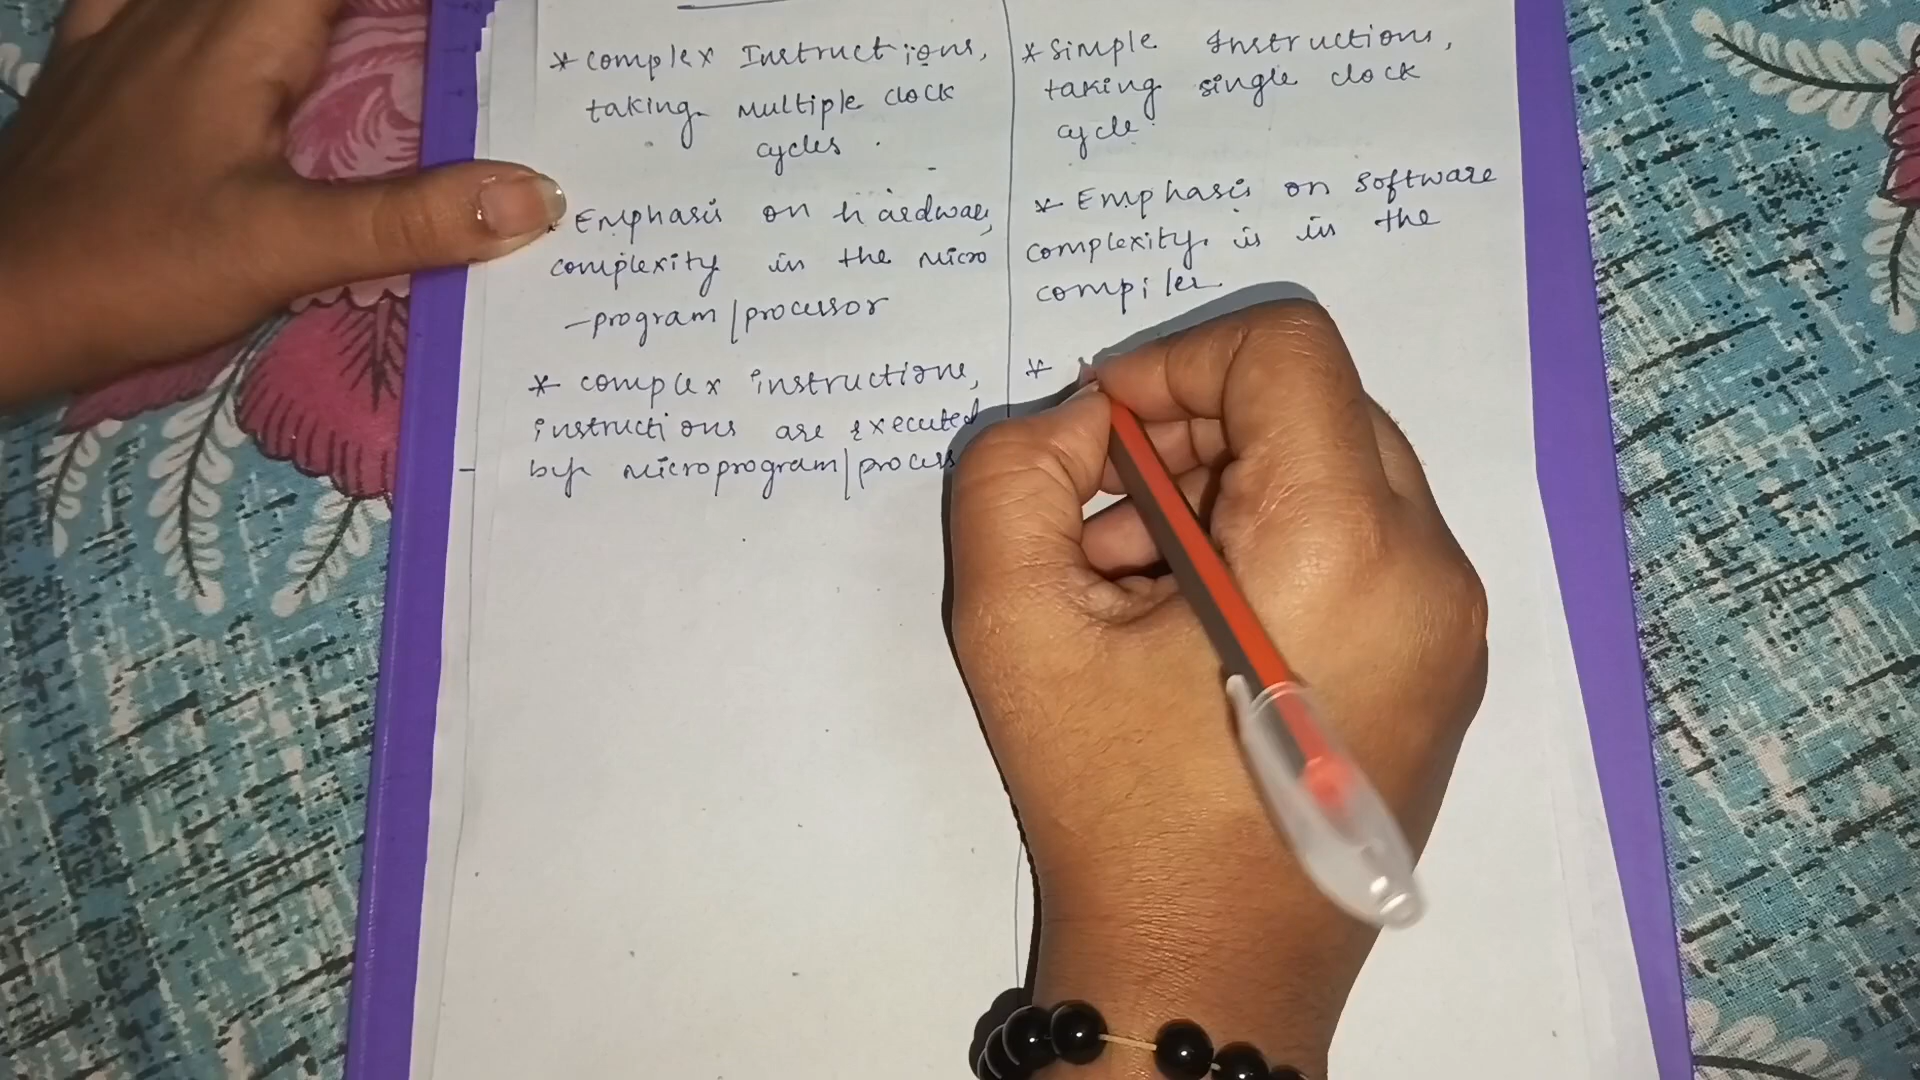 * complex Instructions,
taking multiple clock
cycles.
* Emphasis on hardware,
complexity in the micro
-program/processor
* complex instructions,
instructions are executed
by microprogram/process
* simple Instructions,
taking single clock
cycle.
* Emphasis on software
complexity is in the
compiler
*